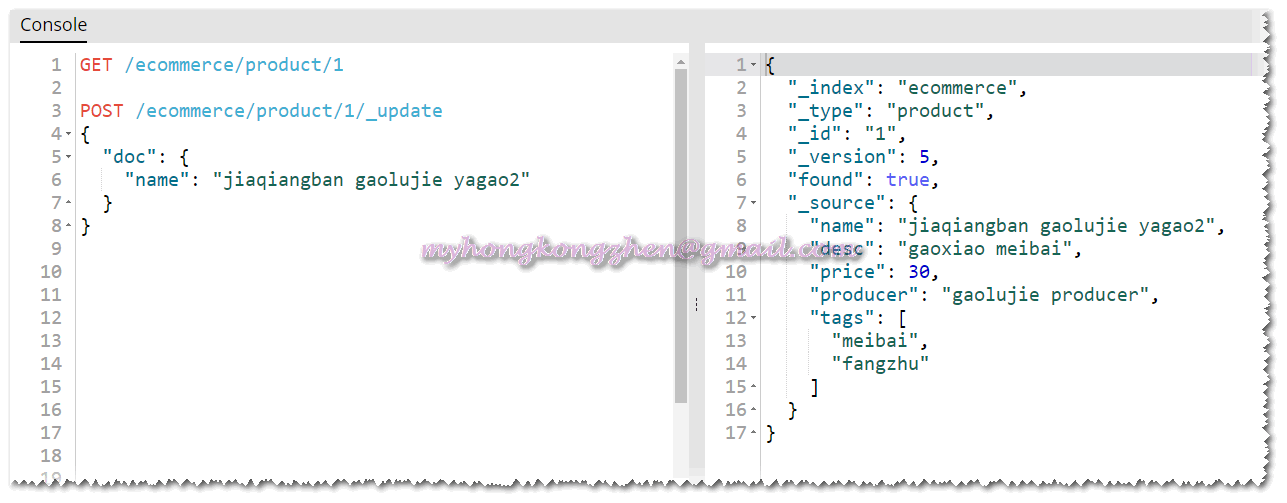 Console
1 GET /ecommerce/product/1
2
3 POST /ecommerce/product/1/_update
4 {
5 "doc": {
6 "name": "jiaqiangban gaolujie yagao2"
7 }
8 }
9
10
11
12
13
14
15
16
17
18
19
1 {
2 "_index": "ecommerce",
3 "_type": "product",
4 "_id": "1",
5 "_version": 5,
6 "found": true,
7 "_source": {
8 "name": "jiaqiangban gaolujie yagao2",
9 "desc": "gaoxiao meibai",
10 "price": 30,
11 "producer": "gaolujie producer",
12 "tags": [
13 "meibai",
14 "fangzhu"
15 ]
16 }
17 }
myhongkongzhen@gmail.com